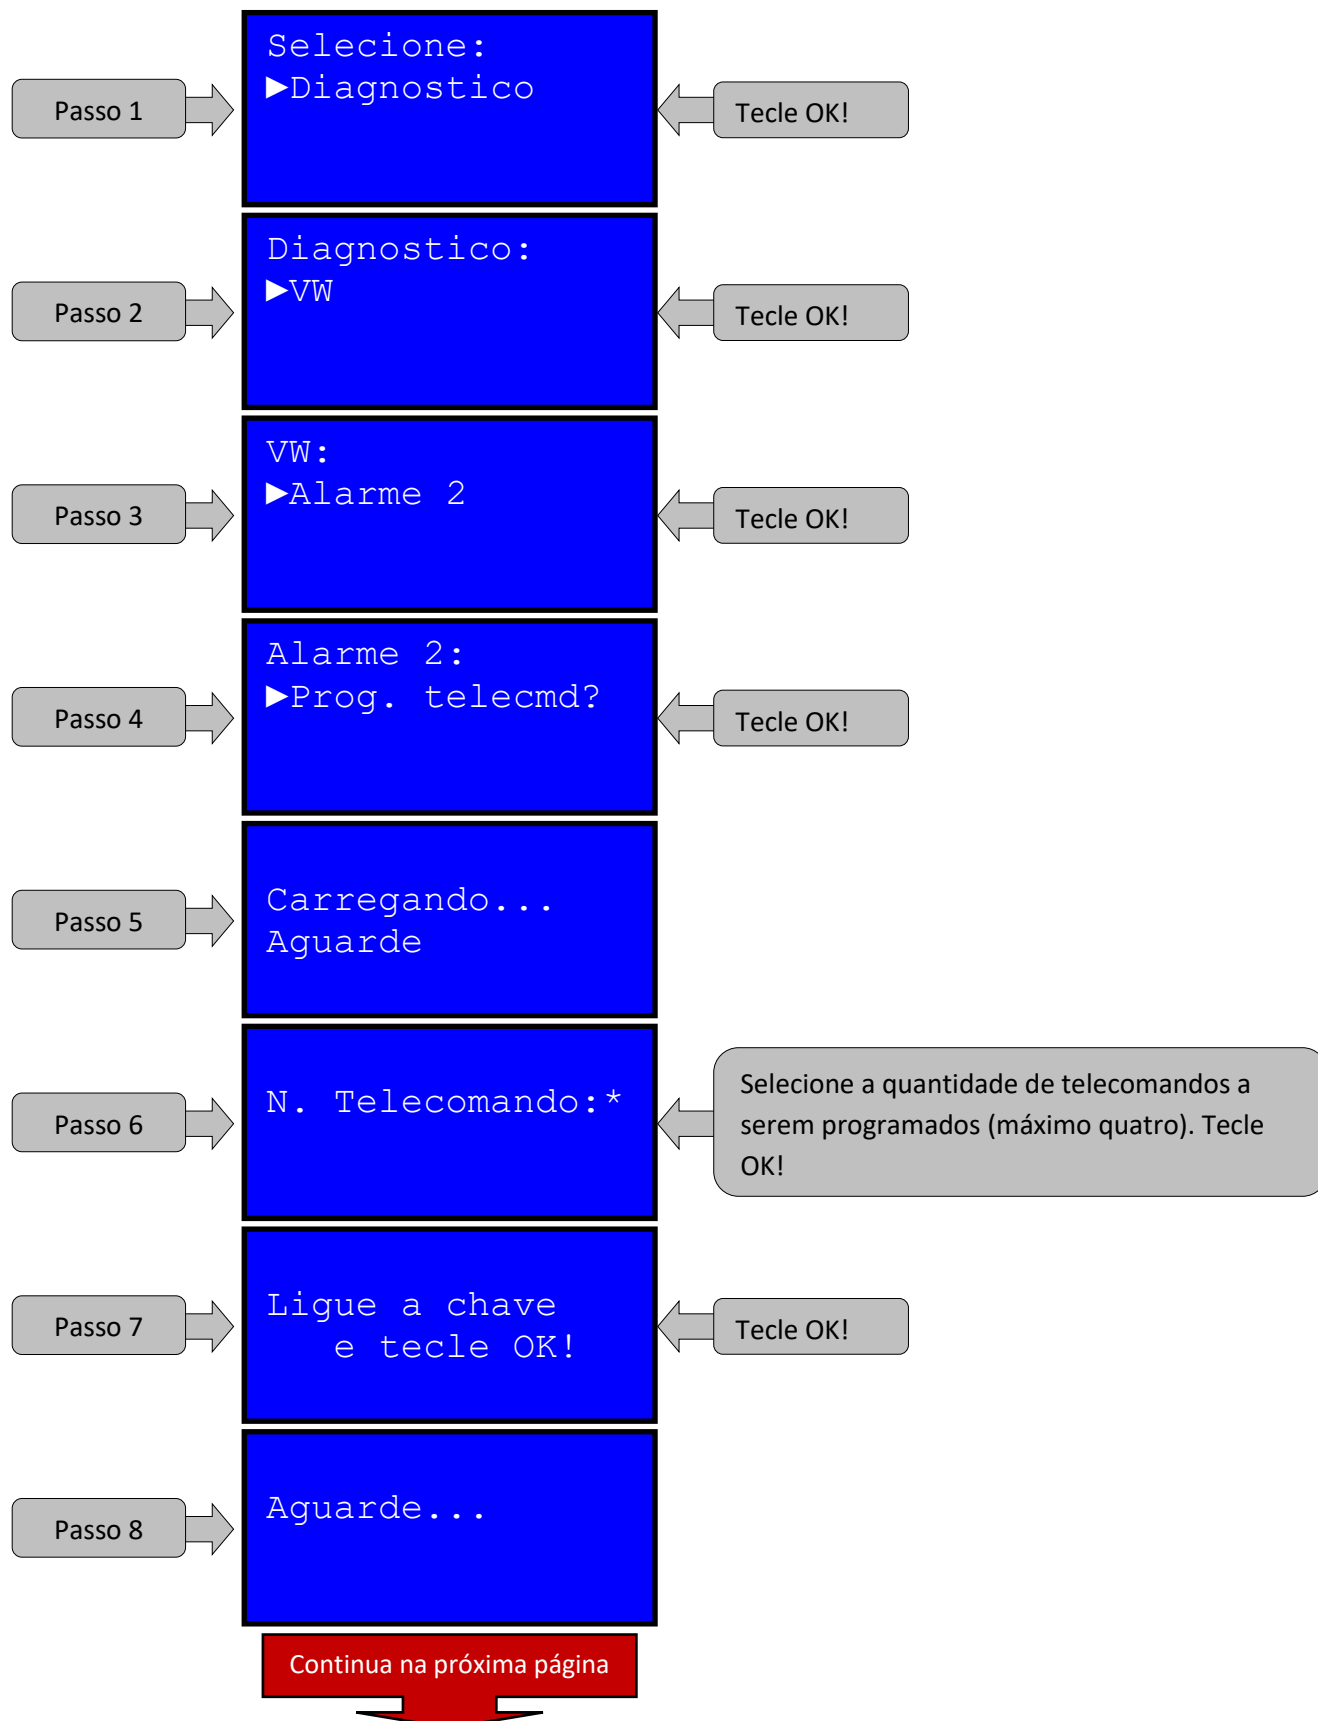 Selecione:
►Diagnostico
Passo 1
Tecle OK!
Diagnostico:
►VW
Passo 2
Tecle OK!
VW:
►Alarme 2
Passo 3
Tecle OK!
Alarme 2:
►Prog. telecmd?
Passo 4
Tecle OK!
Carregando...
Aguarde
Passo 5
N. Telecomando:*
Passo 6
Selecione a quantidade de telecomandos a
serem programados (máximo quatro). Tecle
OK!
Ligue a chave
e tecle OK!
Passo 7
Tecle OK!
Aguarde...
Passo 8
Continua na próxima página